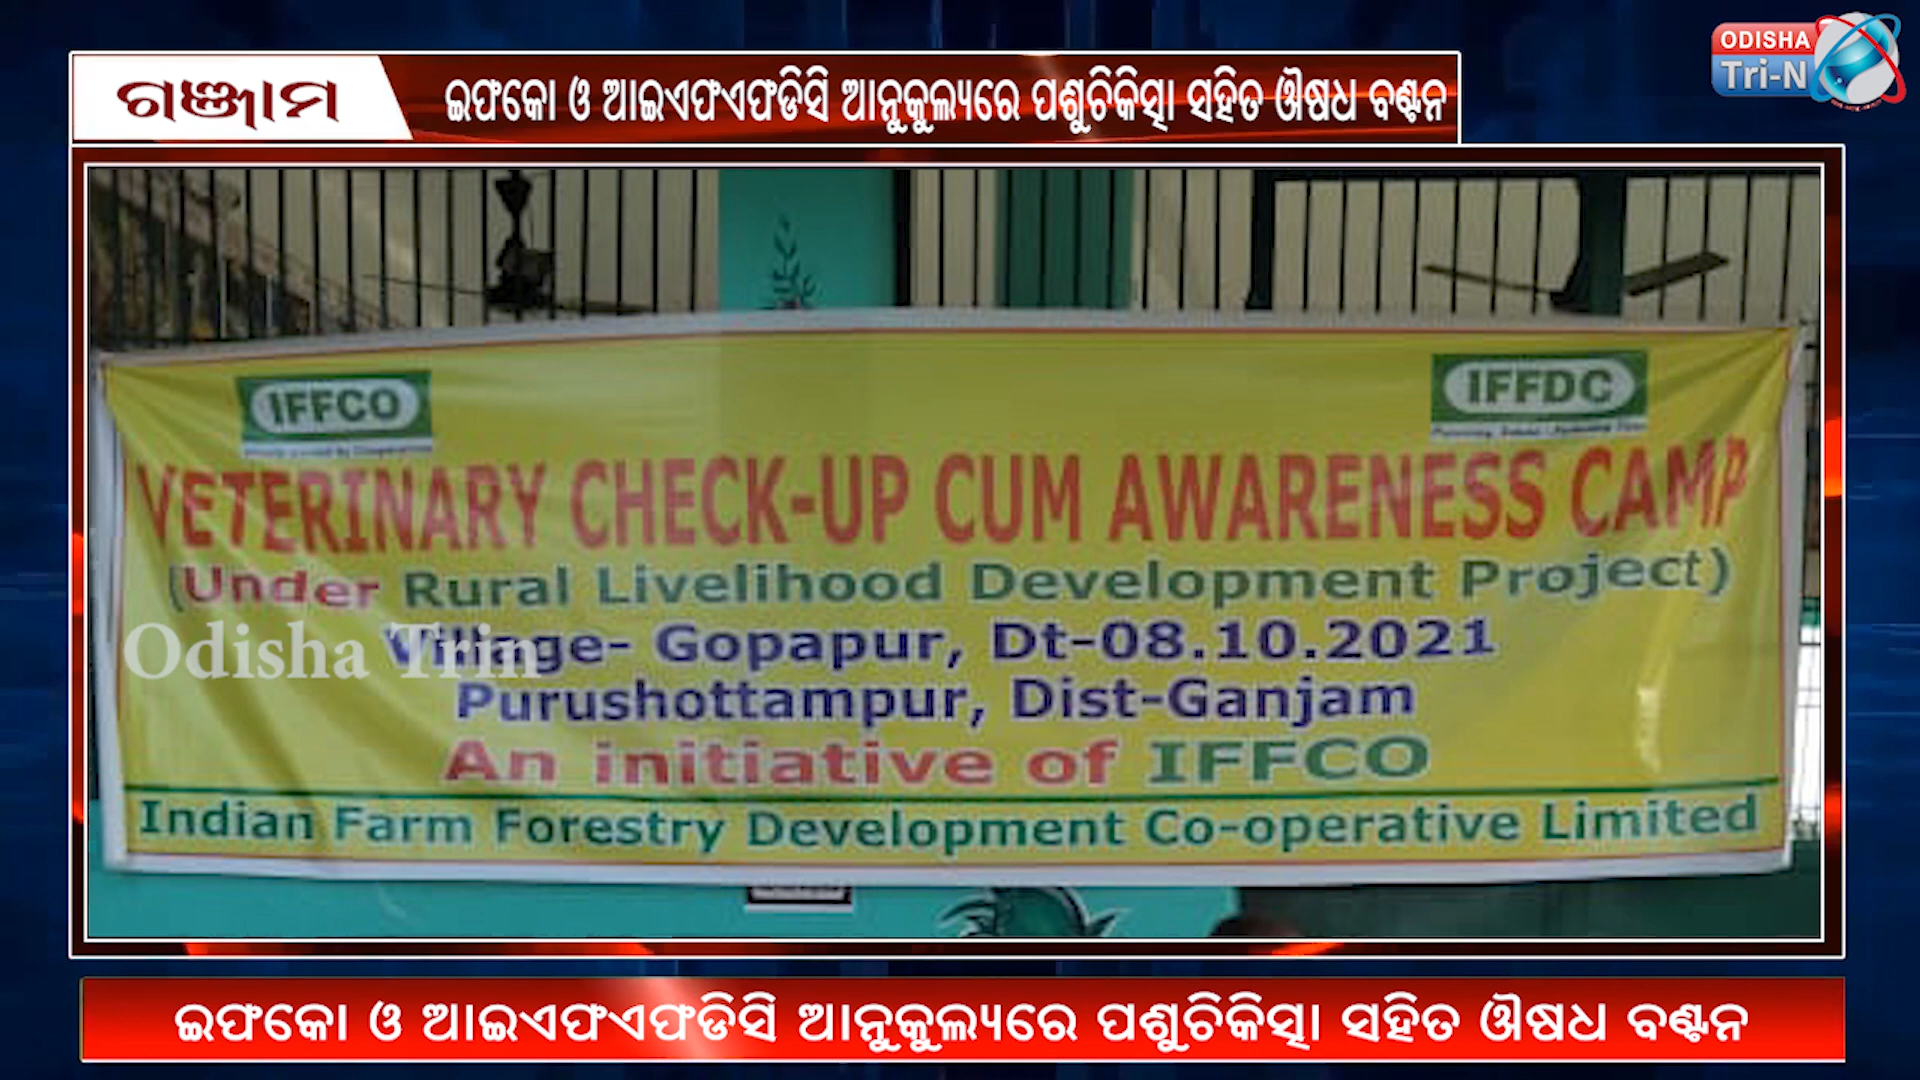 ODISHA
Tri-N
ଗଞ୍ଜାମ
ଇଫକୋ ଓ ଆଇଏଫଏଫଡିସି ଆନୁକୁଲ୍ୟରେ ପଶୁଚିକିତ୍ସା ସହିତ ଔଷଧ ବଣ୍ଟନ
IFFCO
IFFDC
VETERINARY CHECK-UP CUM AWARENESS CAMP
(Under Rural Livelihood Development Project)
Village- Gopapur, Dt-08.10.2021
Odisha Trin
Purushottampur, Dist-Ganjam
An initiative of IFFCO
Indian Farm Forestry Development Co-operative Limited
ଇଫକୋ ଓ ଆଇଏଫଏଫଡିସି ଆନୁକୁଲ୍ୟରେ ପଶୁଚିକିତ୍ସା ସହିତ ଔଷଧ ବଣ୍ଟନ